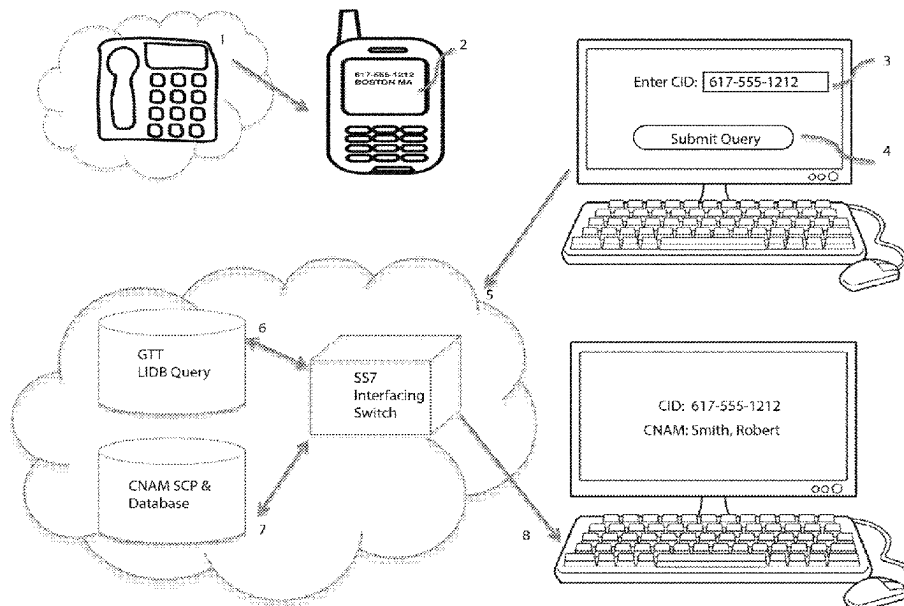 1
2
617-555-1212
BOSTON MA
3
Enter CID: 617-555-1212
Submit Query
4
5
6
GTT
LIDB Query
SS7
Interfacing
Switch
CNAM SCP &
Database
7
8
CID: 617-555-1212
CNAM: Smith, Robert